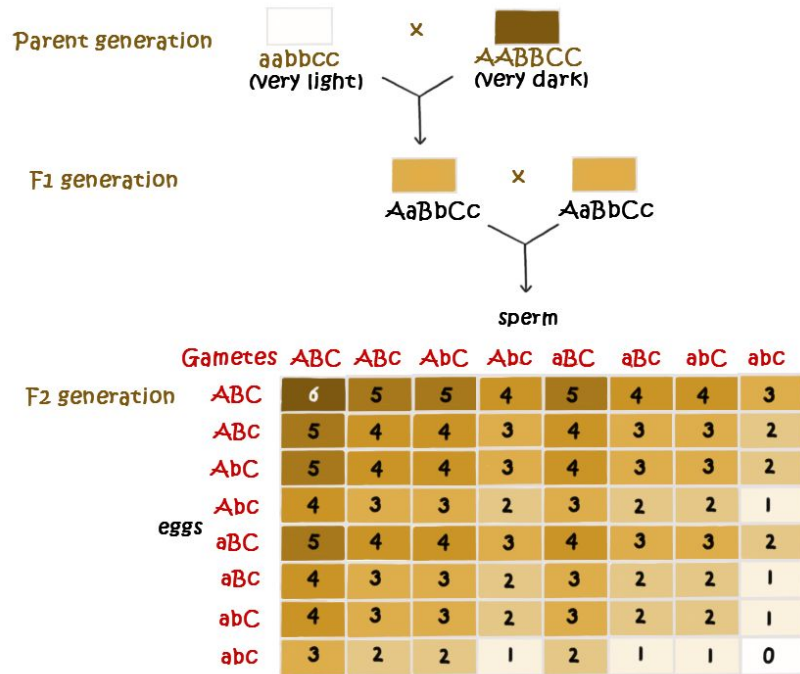 Parent generation
x
aabbcc
AABBCC
(very light)
(very dark)
F1 generation
x
AaBbCc
AaBbCc
sperm
Gametes ABC ABc AbC Abc aBC aBc abC abc
F2 generation ABC 6 5 5 4 5 4 4 3
ABc 5 4 4 3 4 3 3 2
AbC 5 4 4 3 4 3 3 2
Abc 4 3 3 2 3 2 2 1
eggs
aBC 5 4 4 3 4 3 3 2
aBc 4 3 3 2 3 2 2 1
abC 4 3 3 2 3 2 2 1
abc 3 2 2 1 2 1 1 0